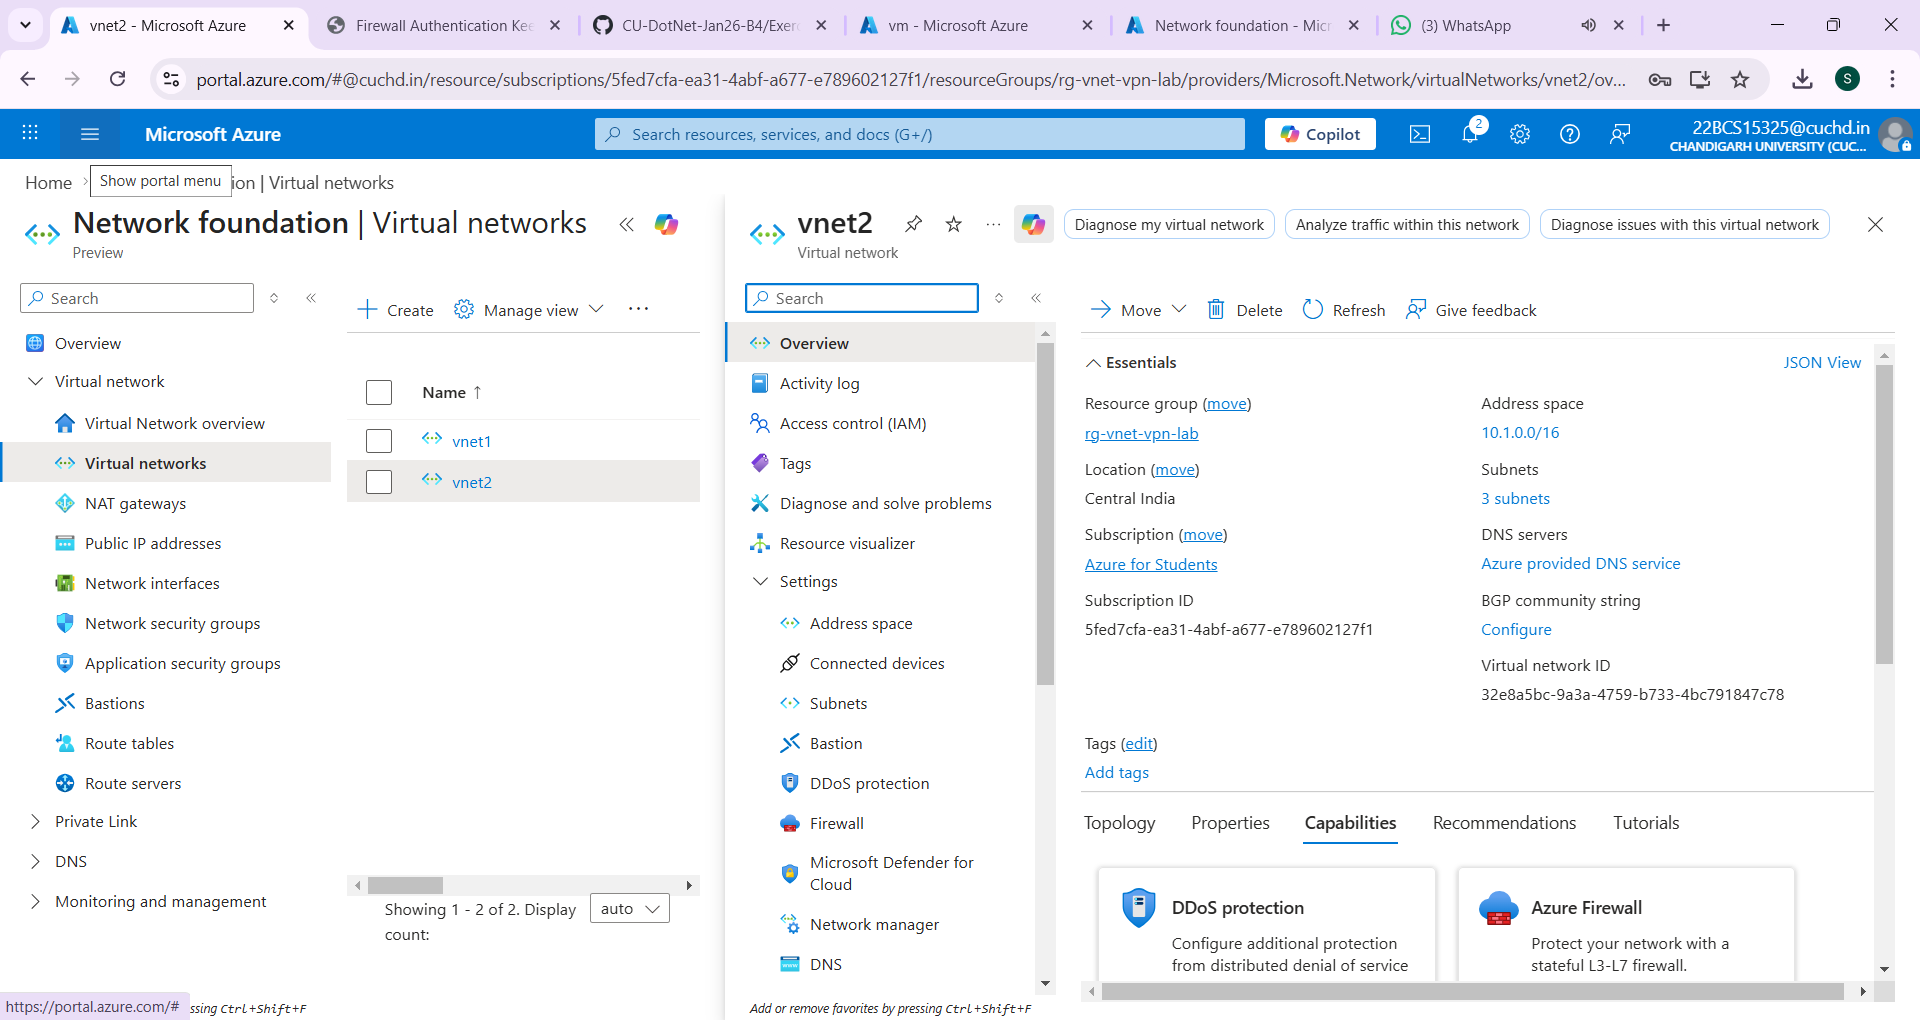 vnet2 - Microsoft Azure
Firewall Authentication Kee
CU-DotNet-Jan26-B4/Exerc
vm - Microsoft Azure
Network foundation - Micr
(3) WhatsApp
portal.azure.com/#@cuchd.in/resource/subscriptions/5fed7cfa-ea31-4abf-a677-e789602127f1/resourceGroups/rg-vnet-vpn-lab/providers/Microsoft.Network/virtualNetworks/vnet2/ov...
S
Microsoft Azure
Search resources, services, and docs (G+/)
Copilot
2
22BCS15325@cuchd.in
CHANDIGARH UNIVERSITY (CUC...
Home
Show portal menu
ion | Virtual networks
Network foundation | Virtual networks
Preview
Search
Overview
Virtual network
Virtual Network overview
Virtual networks
NAT gateways
Public IP addresses
Network interfaces
Network security groups
Application security groups
Bastions
Route tables
Route servers
Private Link
DNS
Monitoring and management
Create
Manage view
Name ↑
vnet1
vnet2
Showing 1 - 2 of 2. Display
count:
auto
https://portal.azure.com/#
ssing Ctrl+Shift+F
vnet2
Virtual network
Diagnose my virtual network
Analyze traffic within this network
Diagnose issues with this virtual network
Search
Overview
Activity log
Access control (IAM)
Tags
Diagnose and solve problems
Resource visualizer
Settings
Address space
Connected devices
Subnets
Bastion
DDoS protection
Firewall
Microsoft Defender for
Cloud
Network manager
DNS
Add or remove favorites by pressing Ctrl+Shift+F
Move
Delete
Refresh
Give feedback
Essentials
JSON View
Resource group (move)
rg-vnet-vpn-lab
Location (move)
Central India
Subscription (move)
Azure for Students
Subscription ID
5fed7cfa-ea31-4abf-a677-e789602127f1
Address space
10.1.0.0/16
Subnets
3 subnets
DNS servers
Azure provided DNS service
BGP community string
Configure
Virtual network ID
32e8a5bc-9a3a-4759-b733-4bc791847c78
Tags (edit)
Add tags
Topology
Properties
Capabilities
Recommendations
Tutorials
DDoS protection
Configure additional protection
from distributed denial of service
Azure Firewall
Protect your network with a
stateful L3-L7 firewall.